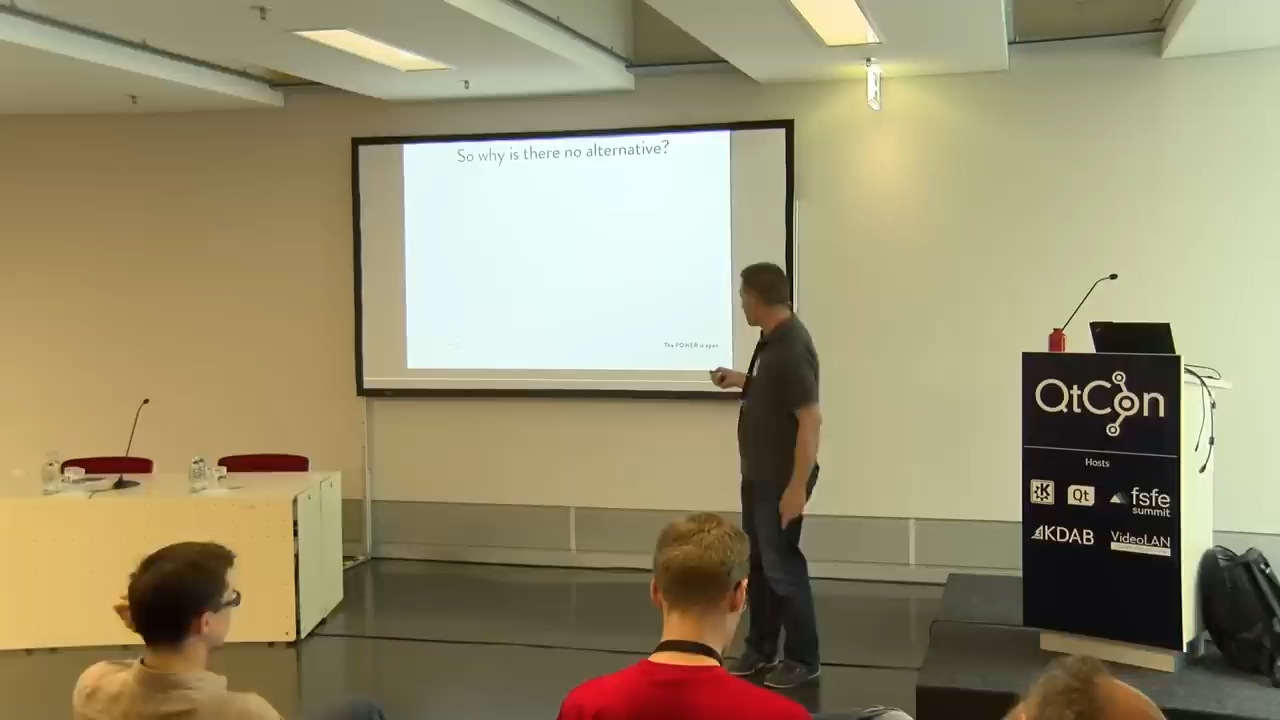 So why is there no alternative?
The POWER is open
QtCon
Hosts
Qt
fsfe
summit
KDAB
VideoLAN